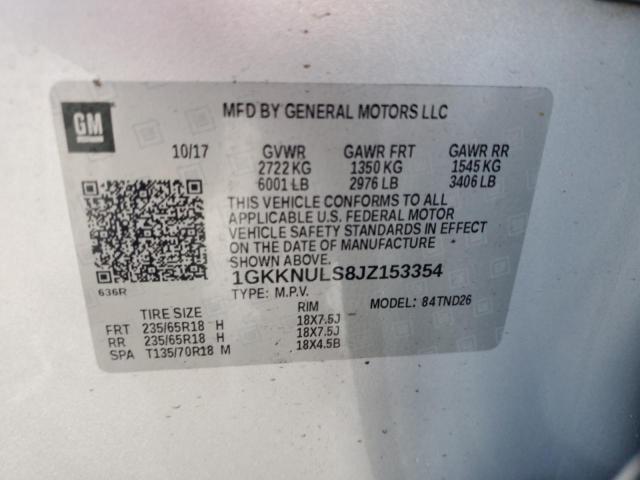 GM
MFD BY GENERAL MOTORS LLC
10/17 GVWR GAWR FRT GAWR RR
2722 KG 1350 KG 1545 KG
6001 LB 2976 LB 3406 LB
THIS VEHICLE CONFORMS TO ALL
APPLICABLE U.S. FEDERAL MOTOR
VEHICLE SAFETY STANDARDS IN EFFECT
ON THE DATE OF MANUFACTURE
SHOWN ABOVE.
1GKKNULS8JZ153354
636R
TYPE: M.P.V. MODEL: 84TND26
TIRE SIZE RIM
FRT 235/65R18 H 18X7.5J
RR 235/65R18 H 18X7.5J
SPA T135/70R18 M 18X4.5B